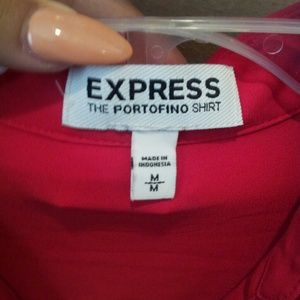 EXPRESS
THE PORTOFINO SHIRT
MADE IN
INDONESIA
M
M